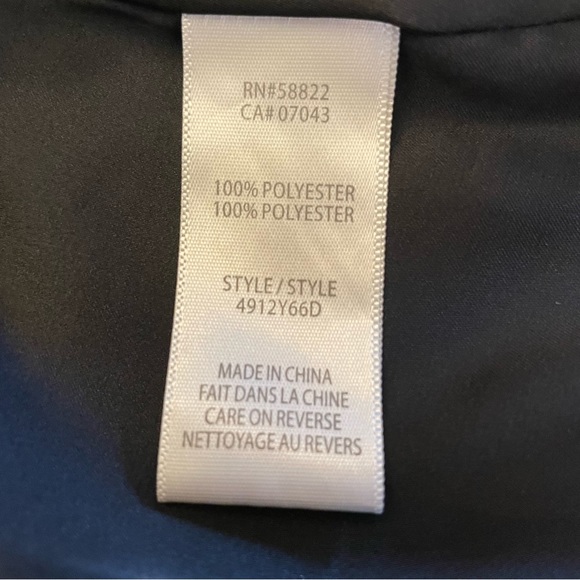 RN#58822
CA# 07043
100% POLYESTER
100% POLYESTER
STYLE / STYLE
4912Y66D
MADE IN CHINA
FAIT DANS LA CHINE
CARE ON REVERSE
NETTOYAGE AU REVERS